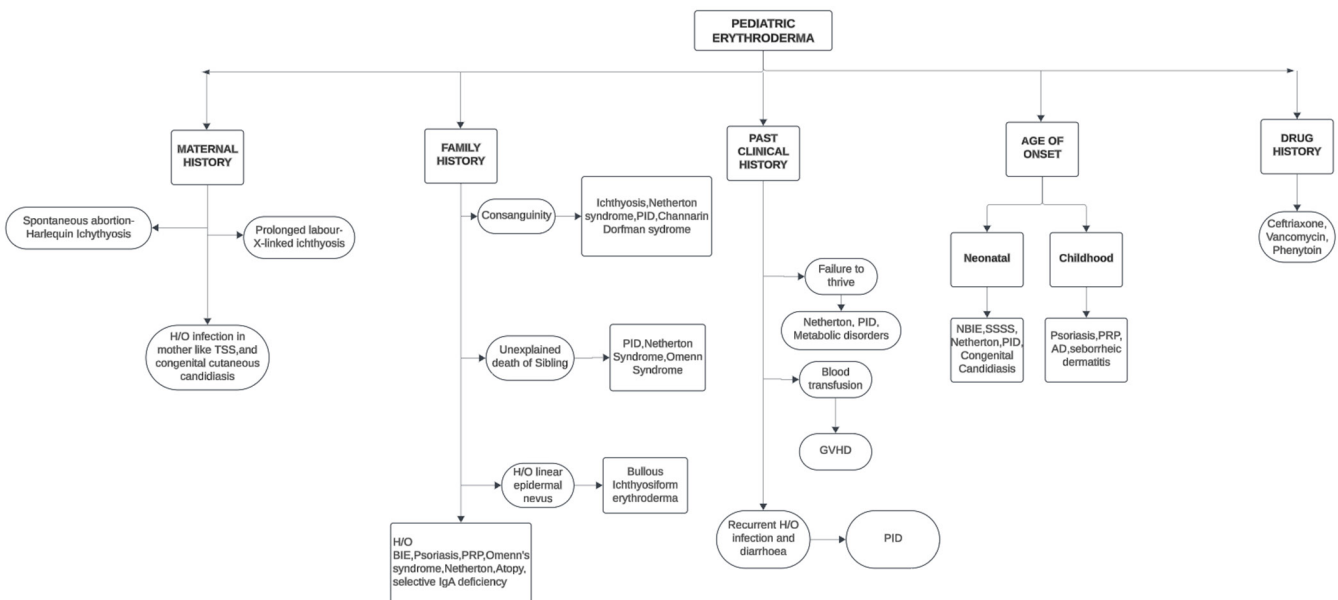 PEDIATRIC
ERYTHRODERMA
MATERNAL
HISTORY
Spontaneous abortion-
Harlequin Ichythyosis
Prolonged labour-
X-linked ichthyosis
H/O infection in
mother like TSS,and
congenital cutaneous
candidiasis
FAMILY
HISTORY
Consanguinity
Ichthyosis,Netherton
syndrome,PID,Channarin
Dorfman sydrome
Unexplained
death of Sibling
PID,Netherton
Syndrome,Omenn
Syndrome
H/O linear
epidermal
nevus
Bullous
Ichthyosiform
erythroderma
H/O
BIE,Psoriasis,PRP,Omenn's
syndrome,Netherton,Atopy,
selective IgA deficiency
PAST
CLINICAL
HISTORY
Failure to
thrive
Netherton, PID,
Metabolic disorders
Blood
transfusion
GVHD
Recurrent H/O
infection and
diarrhoea
PID
AGE OF
ONSET
Neonatal
NBIE,SSSS,
Netherton,PID,
Congenital
Candidiasis
Childhood
Psoriasis,PRP,
AD,seborrheic
dermatitis
DRUG
HISTORY
Ceftriaxone,
Vancomycin,
Phenytoin